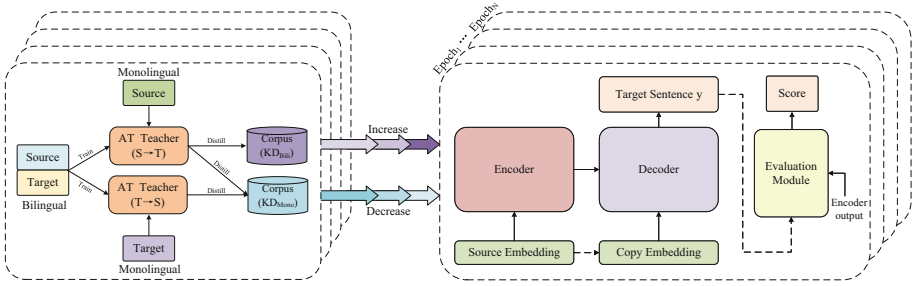 Monolingual
Source
Source
Target
Bilingual
Train
Train
AT Teacher
(S→T)
AT Teacher
(T→S)
Target
Monolingual
Distill
Distill
Distill
Corpus
(KD_Bili)
Corpus
(KD_Mono)
Increase
Decrease
Epoch_1 ... Epoch_N
Encoder
Source Embedding
Target Sentence y
Decoder
Copy Embedding
Score
Evaluation
Module
Encoder
output